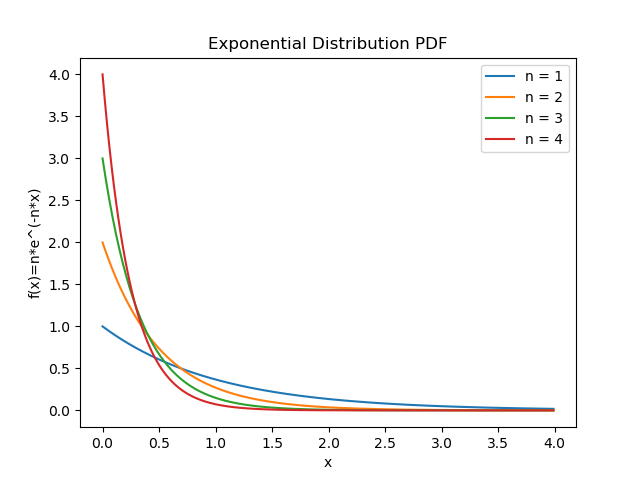 Exponential Distribution PDF
n = 1
n = 2
n = 3
n = 4
f(x)=n*e^(-n*x)
4.0
3.5
3.0
2.5
2.0
1.5
1.0
0.5
0.0
0.0 0.5 1.0 1.5 2.0 2.5 3.0 3.5 4.0
x